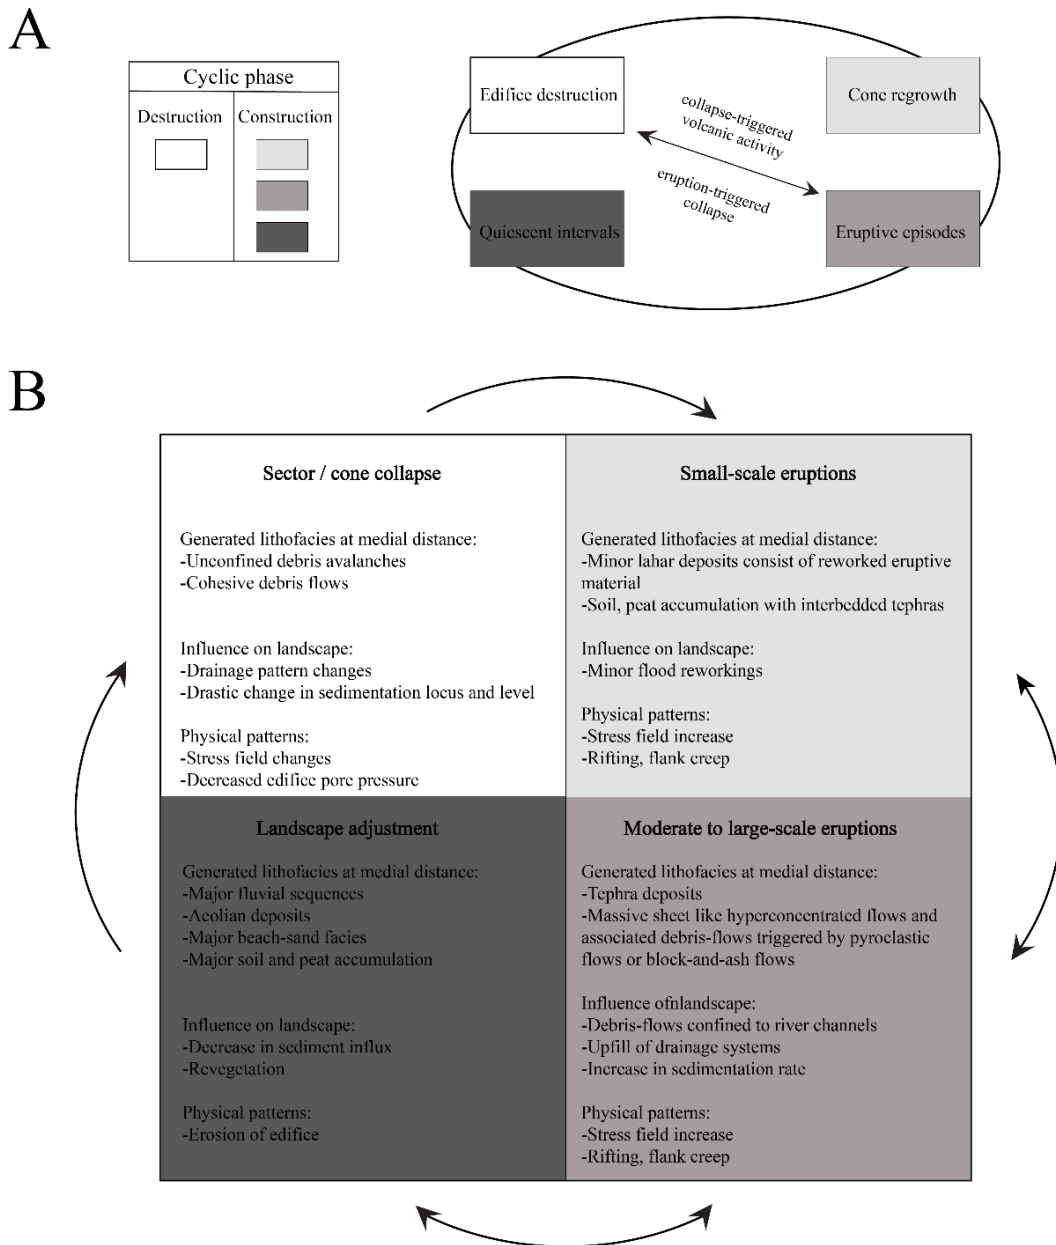 A
Cyclic phase
Destruction
Construction
Edifice destruction
Cone regrowth
collapse-triggered
volcanic activity
eruption-triggered
collapse
Quiescent intervals
Eruptive episodes
B
Sector / cone collapse
Generated lithofacies at medial distance:
-Unconfined debris avalanches
-Cohesive debris flows
Influence on landscape:
-Drainage pattern changes
-Drastic change in sedimentation locus and level
Physical patterns:
-Stress field changes
-Decreased edifice pore pressure
Small-scale eruptions
Generated lithofacies at medial distance:
-Minor lahar deposits consist of reworked eruptive
material
-Soil, peat accumulation with interbedded tephras
Influence on landscape:
-Minor flood reworkings
Physical patterns:
-Stress field increase
-Rifting, flank creep
Landscape adjustment
Generated lithofacies at medial distance:
-Major fluvial sequences
-Aeolian deposits
-Major beach-sand facies
-Major soil and peat accumulation
Influence on landscape:
-Decrease in sediment influx
-Revegetation
Physical patterns:
-Erosion of edifice
Moderate to large-scale eruptions
Generated lithofacies at medial distance:
-Tephra deposits
-Massive sheet like hyperconcentrated flows and
associated debris-flows triggered by pyroclastic
flows or block-and-ash flows
Influence ofnlandscape:
-Debris-flows confined to river channels
-Upfill of drainage systems
-Increase in sedimentation rate
Physical patterns:
-Stress field increase
-Rifting, flank creep